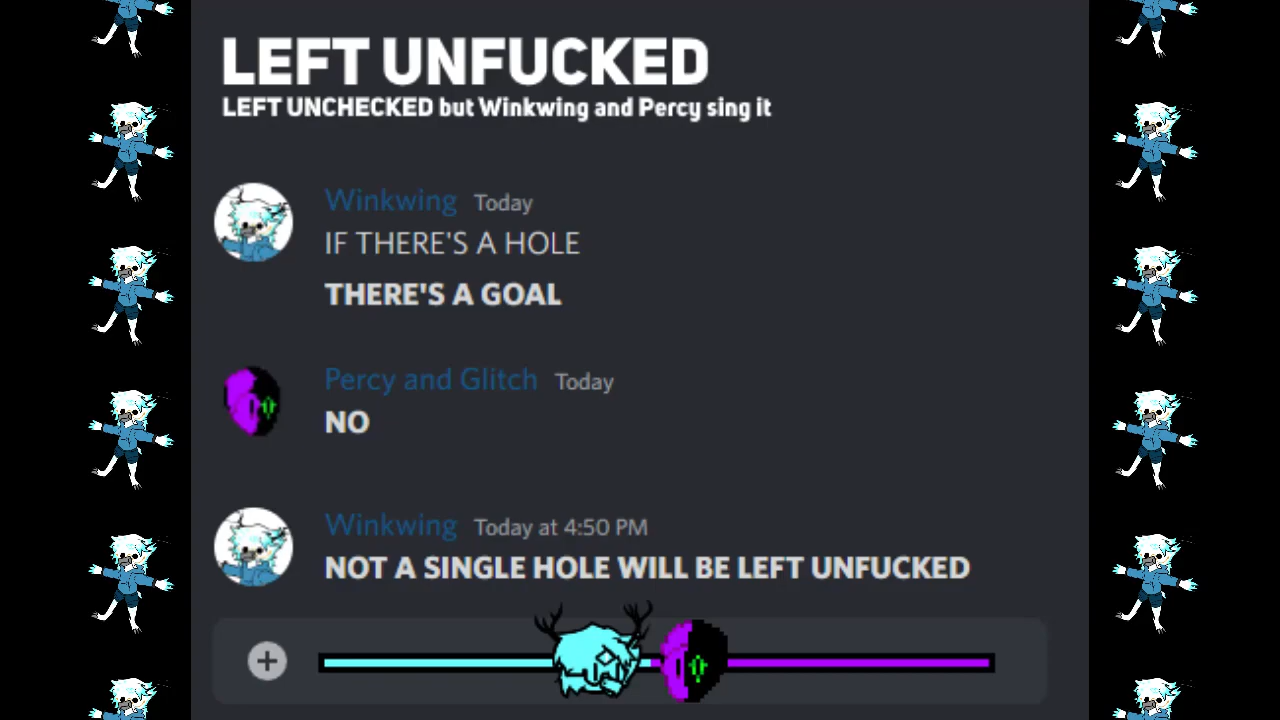 LEFT UNFUCKED
LEFT UNCHECKED but Winkwing and Percy sing it
Winkwing Today
IF THERE'S A HOLE
THERE'S A GOAL
Percy and Glitch Today
NO
Winkwing Today at 4:50 PM
NOT A SINGLE HOLE WILL BE LEFT UNFUCKED